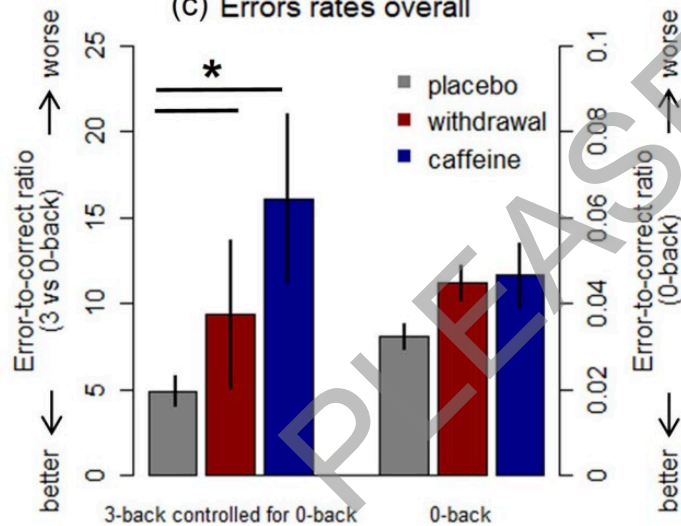 (c) Errors rates overall
better ← Error-to-correct ratio → worse
(3 vs 0-back)
25
20
15
10
5
0
*
placebo
withdrawal
caffeine
0.1
0.08
0.06
0.04
0.02
0
better ← Error-to-correct ratio → worse
(0-back)
3-back controlled for 0-back
0-back
PLEASE